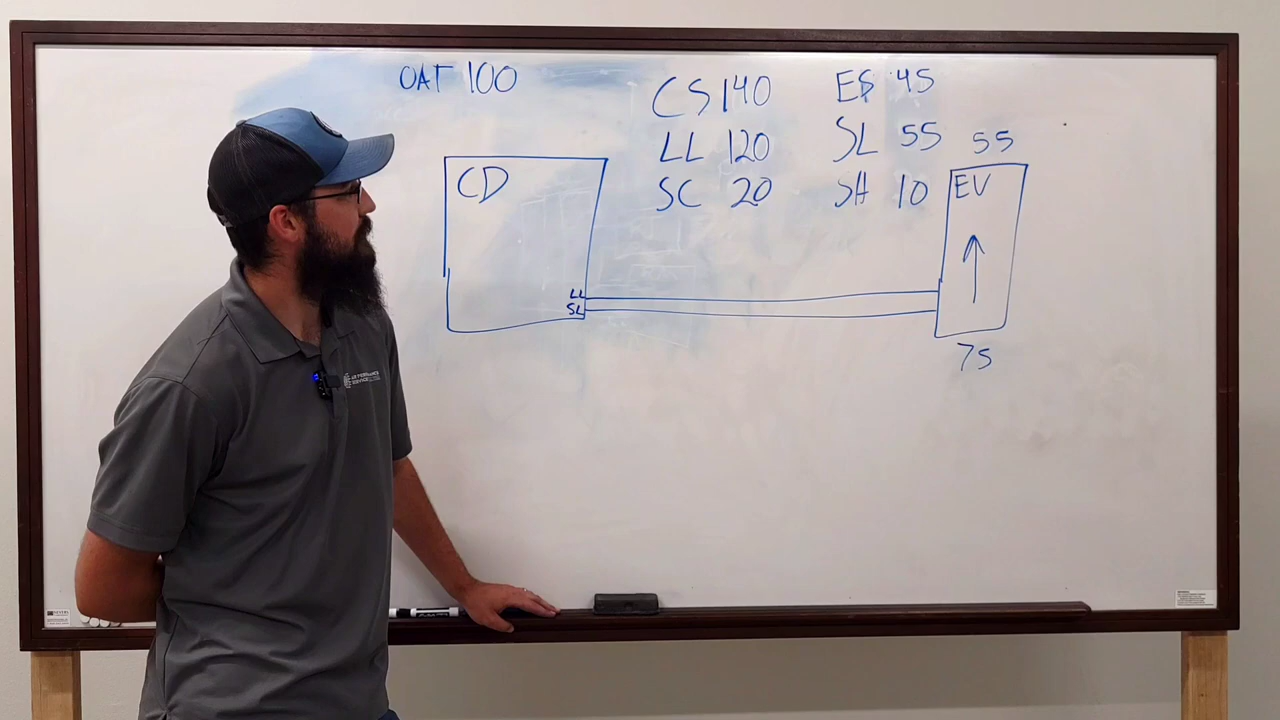 OAT 100
CS 140
LL 120
SC 20
ES 45
SL 55
SH 10
55
CD
EV
LL
SL
75